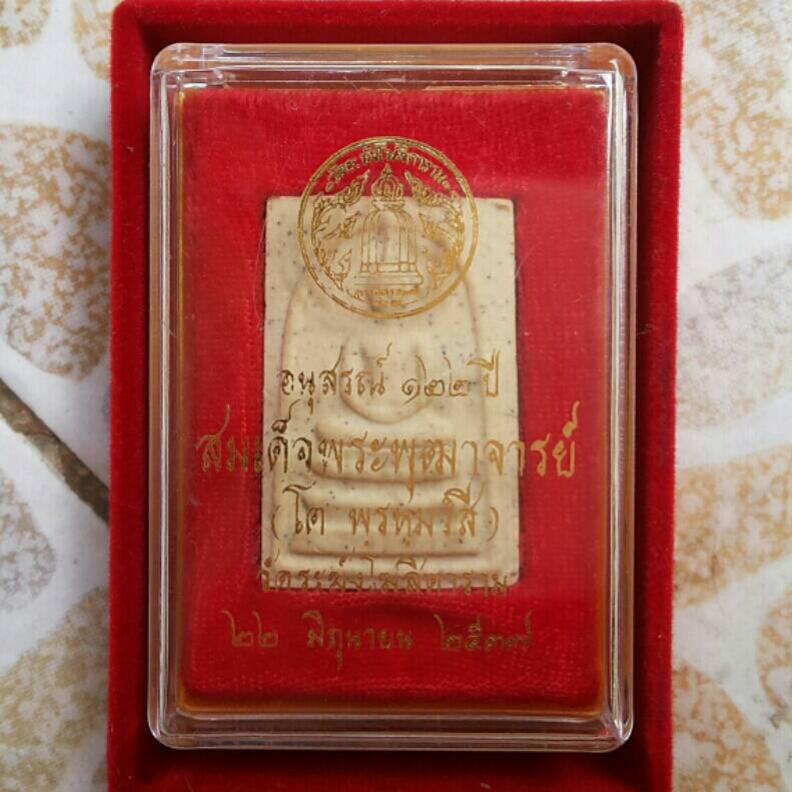 อนุสรณ์ ๑๒๒ ปี
สมเด็จพระพุฒาจารย์
(โต พรหมรํสี)
วัดระฆังโฆสิตาราม
๒๒ มิถุนายน ๒๕๓๗